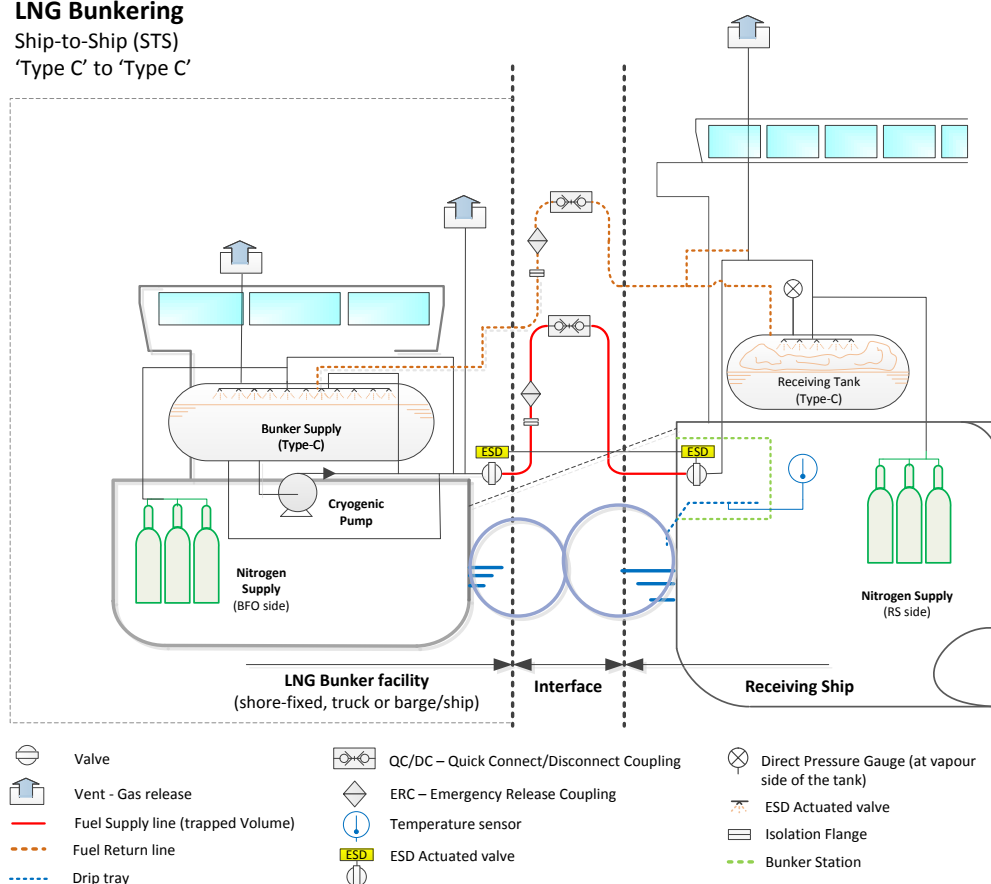 LNG Bunkering
Ship-to-Ship (STS)
‘Type C’ to ‘Type C’
Receiving Tank
(Type-C)
Bunker Supply
(Type-C)
ESD
ESD
Cryogenic
Pump
Nitrogen
Supply
(BFO side)
Nitrogen Supply
(RS side)
LNG Bunker facility
(shore-fixed, truck or barge/ship)
Interface
Receiving Ship
Valve
Vent - Gas release
Fuel Supply line (trapped Volume)
Fuel Return line
Drip tray
QC/DC – Quick Connect/Disconnect Coupling
ERC – Emergency Release Coupling
Temperature sensor
ESD
ESD Actuated valve
Direct Pressure Gauge (at vapour
side of the tank)
ESD Actuated valve
Isolation Flange
Bunker Station